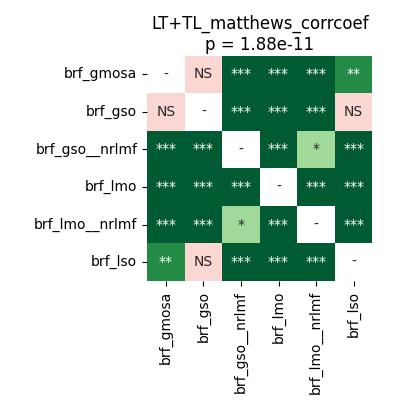 LT+TL_matthews_corrcoef
p = 1.88e-11
brf_gmosa - NS *** *** *** **
brf_gso NS - *** *** *** NS
brf_gso__nrlmf *** *** - *** * ***
brf_lmo *** *** *** - *** ***
brf_lmo__nrlmf *** *** * *** - ***
brf_lso ** NS *** *** *** -
brf_gmosa brf_gso brf_gso__nrlmf brf_lmo brf_lmo__nrlmf brf_lso